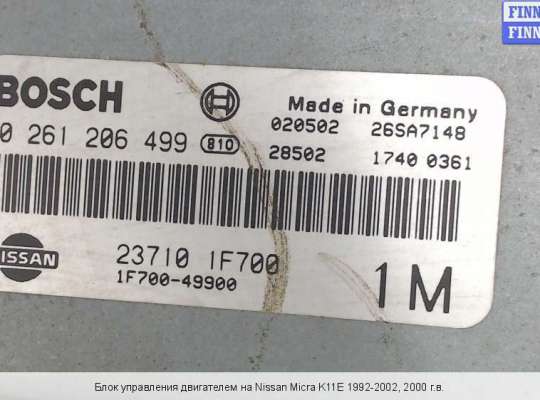 FINN
FINN
BOSCH
Made in Germany
0 261 206 499 810
020502 26SA7148
28502 1740 0361
NISSAN
23710 1F700
1F700-49900
1M
Блок управления двигателем на Nissan Micra K11E 1992-2002, 2000 г.в.